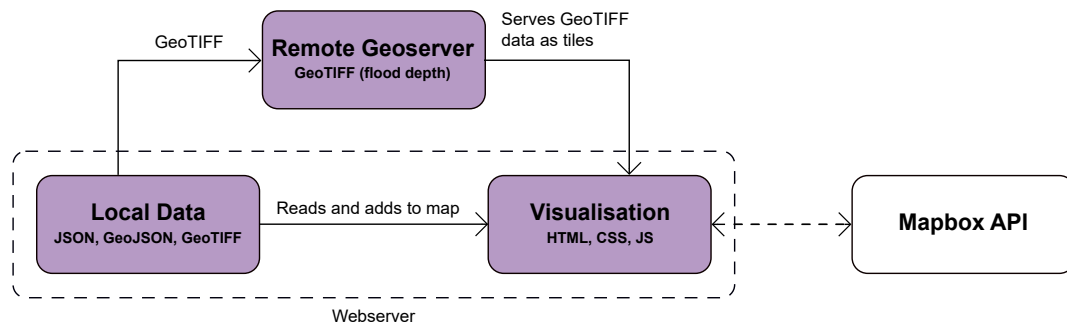 GeoTIFF
Remote Geoserver
GeoTIFF (flood depth)
Serves GeoTIFF
data as tiles
Local Data
JSON, GeoJSON, GeoTIFF
Reads and adds to map
Visualisation
HTML, CSS, JS
Mapbox API
Webserver